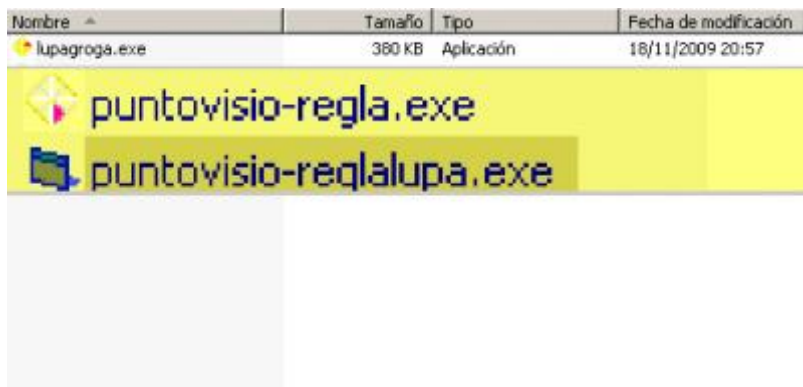 Nombre Tamaño Tipo Fecha de modificación
lupagroga.exe 380 KB Aplicación 18/11/2009 20:57
puntovisio-regla.exe
puntovisio-reglalupa.exe